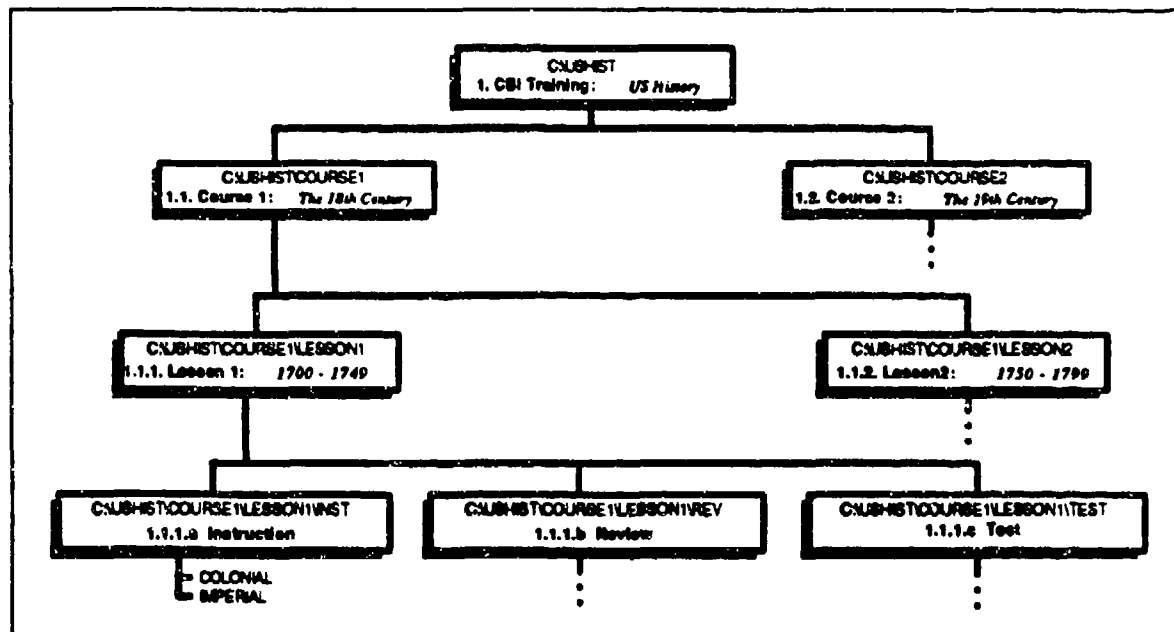 C:\USHIST
1. CBI Training: US History
C:\USHIST\COURSE1
1.1. Course 1: The 18th Century
C:\USHIST\COURSE2
1.2. Course 2: The 19th Century
C:\USHIST\COURSE1\LESSON1
1.1.1. Lesson 1: 1700 - 1749
C:\USHIST\COURSE1\LESSON2
1.1.2. Lesson2: 1750 - 1799
C:\USHIST\COURSE1\LESSON1\INST
1.1.1.a Instruction
C:\USHIST\COURSE1\LESSON1\REV
1.1.1.b Review
C:\USHIST\COURSE1\LESSON1\TEST
1.1.1.c Test
COLONIAL
IMPERIAL